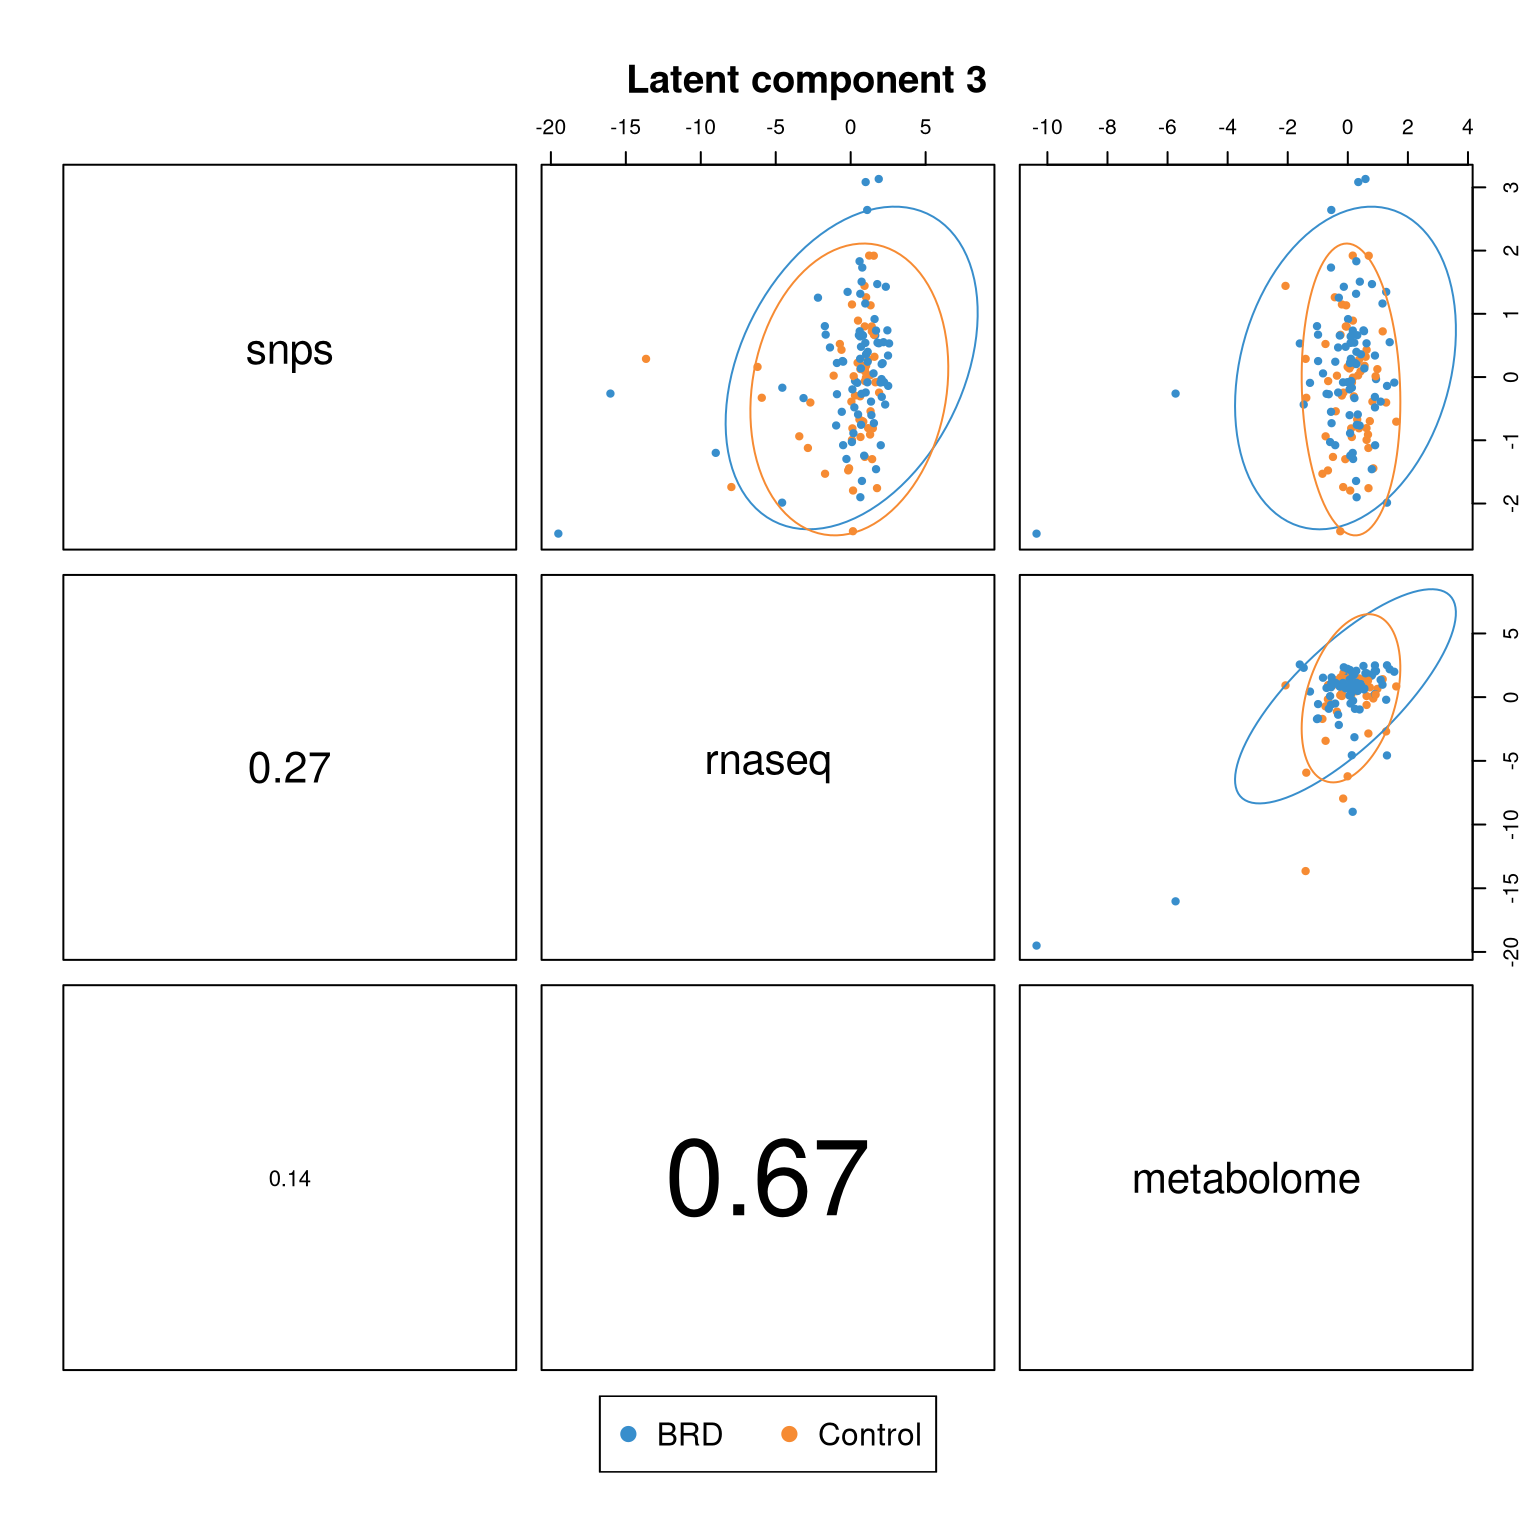 Latent component 3
-20 -15 -10 -5 0 5
-10 -8 -6 -4 -2 0 2 4
snps
3 2 1 0 -1 -2
0.27
rnaseq
5 0 -5 -10 -15 -20
0.14
0.67
metabolome
BRD Control